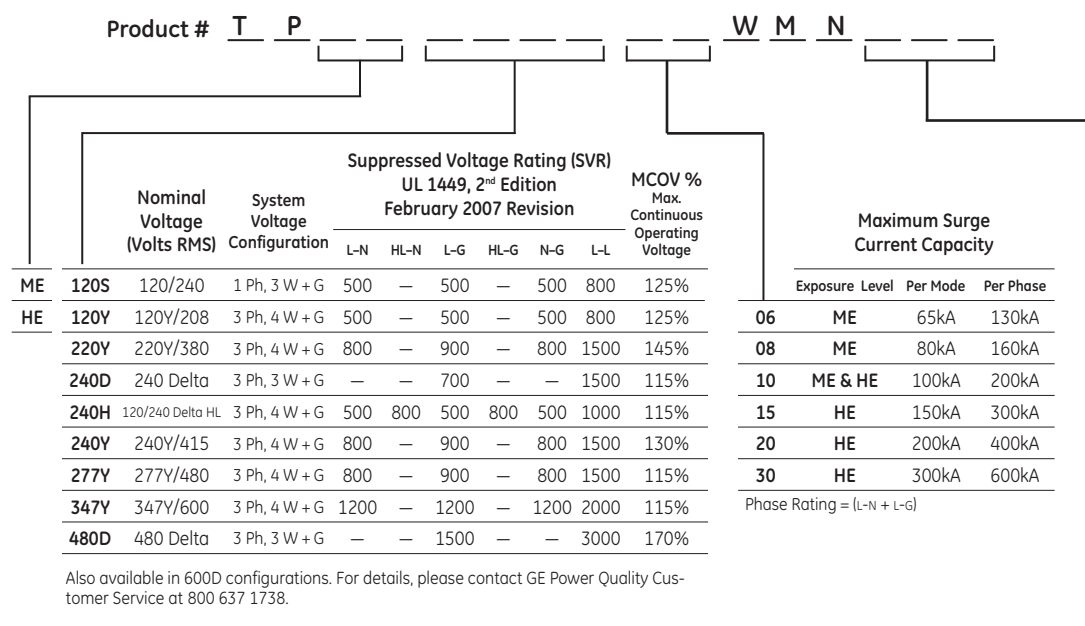 Product # T P W M N
Suppressed Voltage Rating (SVR)
UL 1449, 2nd Edition
February 2007 Revision
Nominal
Voltage
(Volts RMS)
System
Voltage
Configuration
MCOV %
Max.
Continuous
Operating
Voltage
L–N HL–N L–G HL–G N–G L–L
ME
HE
120S 120/240 1 Ph, 3 W + G 500 — 500 — 500 800 125%
120Y 120Y/208 3 Ph, 4 W + G 500 — 500 — 500 800 125%
220Y 220Y/380 3 Ph, 4 W + G 800 — 900 — 800 1500 145%
240D 240 Delta 3 Ph, 3 W + G — — 700 — — 1500 115%
240H 120/240 Delta HL 3 Ph, 4 W + G 500 800 500 800 500 1000 115%
240Y 240Y/415 3 Ph, 4 W + G 800 — 900 — 800 1500 130%
277Y 277Y/480 3 Ph, 4 W + G 800 — 900 — 800 1500 115%
347Y 347Y/600 3 Ph, 4 W + G 1200 — 1200 — 1200 2000 115%
480D 480 Delta 3 Ph, 3 W + G — — 1500 — — 3000 170%
Also available in 600D configurations. For details, please contact GE Power Quality Cus-
tomer Service at 800 637 1738.
Maximum Surge
Current Capacity
Exposure Level Per Mode Per Phase
06 ME 65kA 130kA
08 ME 80kA 160kA
10 ME & HE 100kA 200kA
15 HE 150kA 300kA
20 HE 200kA 400kA
30 HE 300kA 600kA
Phase Rating = (L-N + L-G)